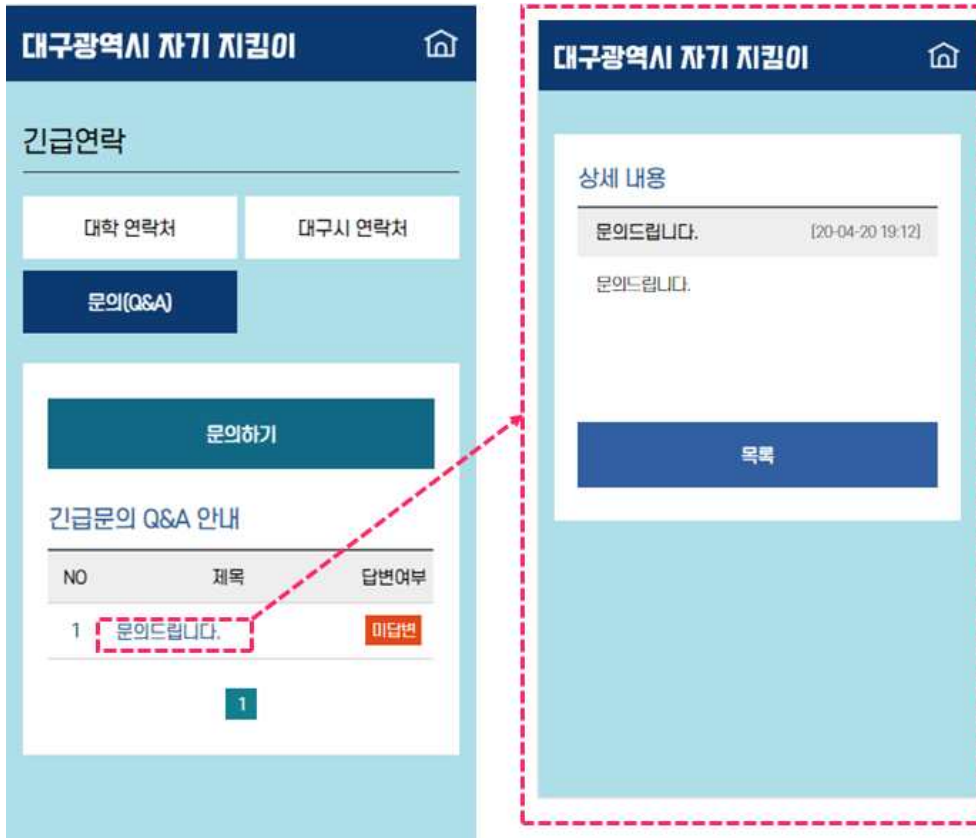 대구광역시 자기 지킴이
긴급연락
대학 연락처
대구시 연락처
문의(Q&A)
문의하기
긴급문의 Q&A 안내
NO 제목 답변여부
1 문의드립니다. 미답변
1
대구광역시 자기 지킴이
상세 내용
문의드립니다. [20-04-20 19:12]
문의드립니다.
목록